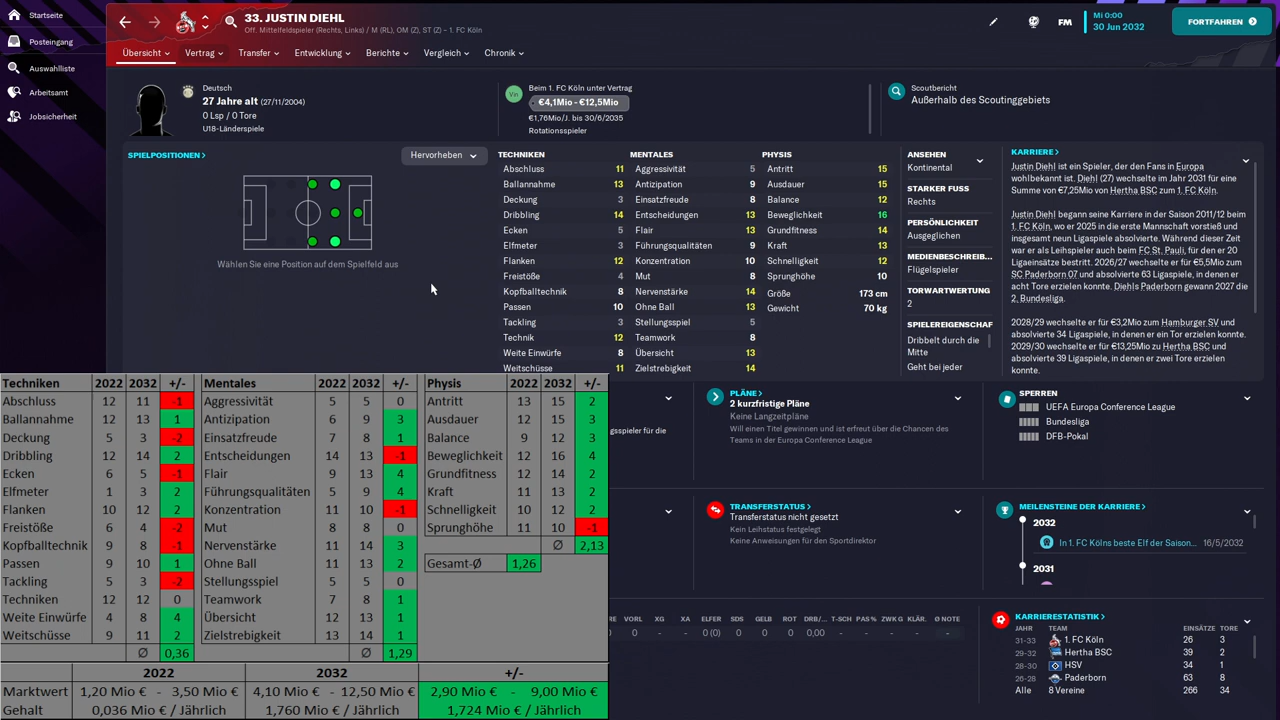 Startseite
Posteingang
Auswahlliste
Arbeitsamt
Jobsicherheit
33. JUSTIN DIEHL
Off. Mittelfeldspieler (Rechts, Links) / M (RL), OM (Z), ST (Z) - 1. FC Köln
FM
Mi 0:00
30 Jun 2032
FORTFAHREN
Übersicht
Vertrag
Transfer
Entwicklung
Berichte
Vergleich
Chronik
Deutsch
27 Jahre alt (27/11/2004)
0 Lsp / 0 Tore
U18-Länderspiele
Vin
Beim 1. FC Köln unter Vertrag
€4,1Mio - €12,5Mio
€1,76Mio/J. bis 30/6/2035
Rotationsspieler
Scoutbericht
Außerhalb des Scoutinggebiets
SPIELPOSITIONEN
Hervorheben
Wählen Sie eine Position auf dem Spielfeld aus
TECHNIKEN
Abschluss 11
Ballannahme 13
Deckung 3
Dribbling 14
Ecken 5
Elfmeter 3
Flanken 12
Freistöße 4
Kopfballtechnik 8
Passen 10
Tackling 3
Technik 12
Weite Einwürfe 8
Weitschüsse 11
MENTALES
Aggressivität 5
Antizipation 9
Einsatzfreude 8
Entscheidungen 13
Flair 13
Führungsqualitäten 9
Konzentration 10
Mut 8
Nervenstärke 14
Ohne Ball 13
Stellungsspiel 5
Teamwork 8
Übersicht 13
Zielstrebigkeit 14
PHYSIS
Antritt 15
Ausdauer 15
Balance 12
Beweglichkeit 16
Grundfitness 14
Kraft 13
Schnelligkeit 12
Sprunghöhe 10
Größe 173 cm
Gewicht 70 kg
ANSEHEN
Kontinental
STARKER FUSS
Rechts
PERSÖNLICHKEIT
Ausgeglichen
MEDIENBESCHREIB...
Flügelspieler
TORWARTWERTUNG
2
SPIELEREIGENSCHAF
Dribbelt durch die
Mitte
Geht bei jeder
KARRIERE
Justin Diehl ist ein Spieler, der den Fans in Europa
wohlbekannt ist. Diehl (27) wechselte im Jahr 2031 für eine
Summe von €7,25Mio von Hertha BSC zum 1. FC Köln.
Justin Diehl begann seine Karriere in der Saison 2011/12 beim
1. FC Köln, wo er 2025 in die erste Mannschaft vorstieß und
insgesamt neun Ligaspiele absolvierte. Während dieser Zeit
war er als Leihspieler auch beim FC St. Pauli, für den er 20
Ligaeinsätze bestritt. 2026/27 wechselte er für €5,5Mio zum
SC Paderborn 07 und absolvierte 63 Ligaspiele, in denen er
acht Tore erzielen konnte. Diehls Paderborn gewann 2027 die
2. Bundesliga.
2028/29 wechselte er für €3,2Mio zum Hamburger SV und
absolvierte 34 Ligaspiele, in denen er ein Tor erzielen konnte.
2029/30 wechselte er für €13,25Mio zu Hertha BSC und
absolvierte 39 Ligaspiele, in denen er zwei Tore erzielen
konnte.
Techniken 2022 2032 +/-
Abschluss 12 11 -1
Ballannahme 12 13 1
Deckung 5 3 -2
Dribbling 12 14 2
Ecken 6 5 -1
Elfmeter 1 3 2
Flanken 10 12 2
Freistöße 6 4 -2
Kopfballtechnik 9 8 -1
Passen 9 10 1
Tackling 5 3 -2
Techniken 12 12 0
Weite Einwürfe 4 8 4
Weitschüsse 9 11 2
Ø 0,36
Mentales 2022 2032 +/-
Aggressivität 5 5 0
Antizipation 6 9 3
Einsatzfreude 7 8 1
Entscheidungen 14 13 -1
Flair 9 13 4
Führungsqualitäten 5 9 4
Konzentration 11 10 -1
Mut 8 8 0
Nervenstärke 11 14 3
Ohne Ball 11 13 2
Stellungsspiel 5 5 0
Teamwork 7 8 1
Übersicht 12 13 1
Zielstrebigkeit 13 14 1
Ø 1,29
Physis 2022 2032 +/-
Antritt 13 15 2
Ausdauer 12 15 3
Balance 9 12 3
Beweglichkeit 12 16 4
Grundfitness 12 14 2
Kraft 11 13 2
Schnelligkeit 10 12 2
Sprunghöhe 11 10 -1
Ø 2,13
Gesamt-Ø 1,26
2022 2032 +/-
Marktwert 1,20 Mio € - 3,50 Mio € 4,10 Mio € - 12,50 Mio € 2,90 Mio € - 9,00 Mio €
Gehalt 0,036 Mio € / Jährlich 1,760 Mio € / Jährlich 1,724 Mio € / Jährlich
gsspieler für die
PLÄNE
2 kurzfristige Pläne
Keine Langzeitpläne
Will einen Titel gewinnen und ist erfreut über die Chancen des
Teams in der Europa Conference League
SPERREN
UEFA Europa Conference League
Bundesliga
DFB-Pokal
TRANSFERSTATUS
Transferstatus nicht gesetzt
Kein Leihstatus festgelegt
Keine Anweisungen für den Sportdirektor
MEILENSTEINE DER KARRIERE
2032
In 1. FC Kölns beste Elf der Saison... 16/5/2032
2031
RE VORL XG XA ELFER SDS GELB ROT DRB/... T-SCH PAS % ZWK G KLÄR. Ø NOTE
0 - - 0 (0) 0 0 0 0,00 - - - - -
KARRIERESTATISTIK
JAHR TEAM EINSÄTZE TORE
31-33 1. FC Köln 26 3
29-32 Hertha BSC 39 2
28-30 HSV 34 1
26-28 Paderborn 63 8
Alle 8 Vereine 266 34